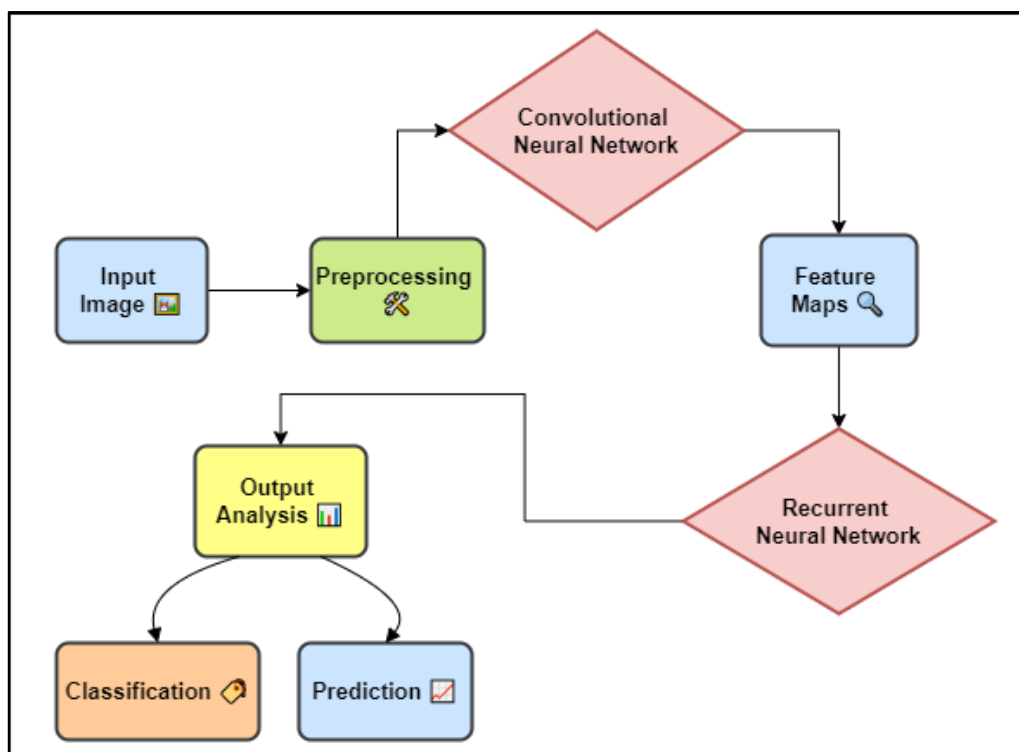 Convolutional
Neural Network
Input
Image
Preprocessing
Feature
Maps
Output
Analysis
Recurrent
Neural Network
Classification
Prediction